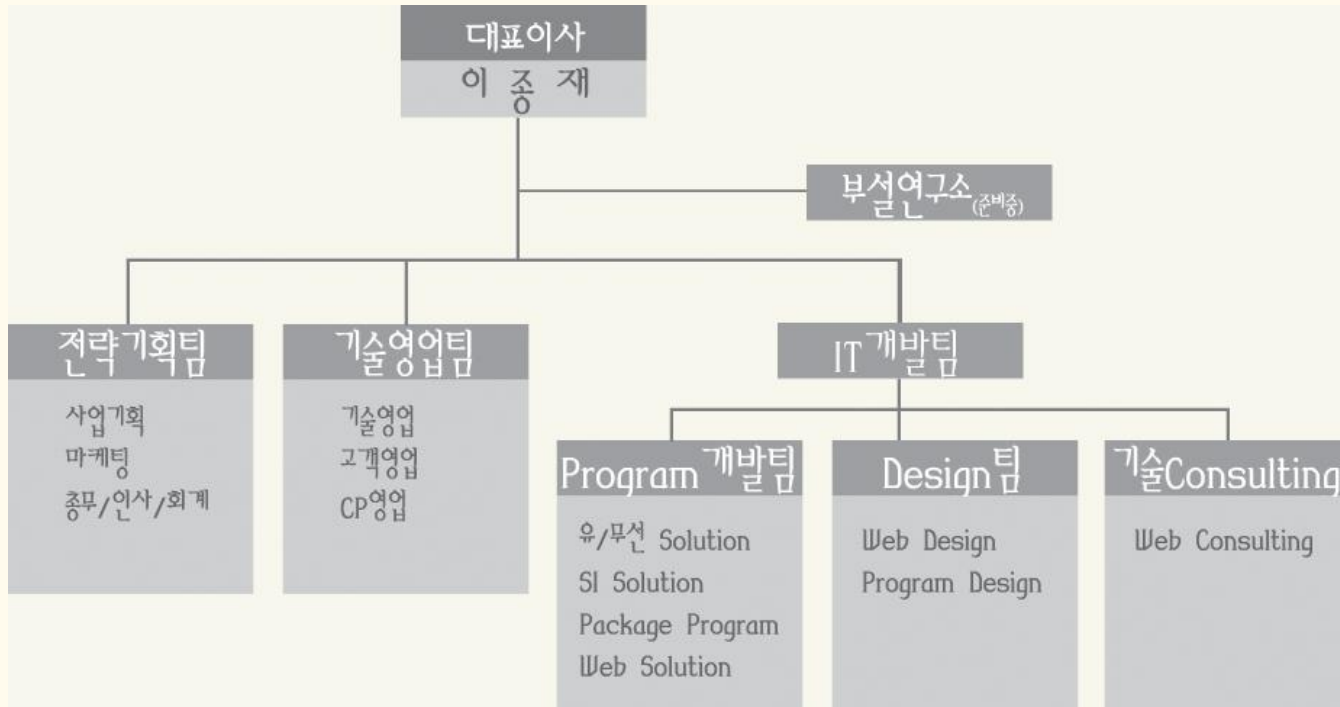 대표이사
이 종 재
부설연구소(준비중)
전략기획팀
사업기획
마케팅
총무/인사/회계
기술영업팀
기술영업
고객영업
CP영업
IT개발팀
Program개발팀
유/무선 Solution
SI Solution
Package Program
Web Solution
Design팀
Web Design
Program Design
기술Consulting
Web Consulting